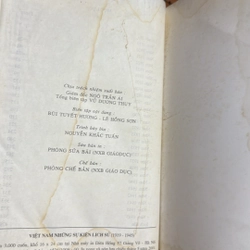 Chịu trách nhiệm xuất bản :
Giám đốc NGÔ TRẦN ÁI
Tổng biên tập VŨ DƯƠNG THỤY
Biên tập nội dung :
BÙI TUYẾT HƯƠNG - LÊ HỒNG SƠN
Trình bày bìa :
NGUYỄN KHẮC TUẤN
Sửa bản in :
PHÒNG SỬA BÀI (NXB GIÁO DỤC)
Chế bản :
PHÒNG CHẾ BẢN (NXB GIÁO DỤC)
VIỆT NAM NHỮNG SỰ KIỆN LỊCH SỬ